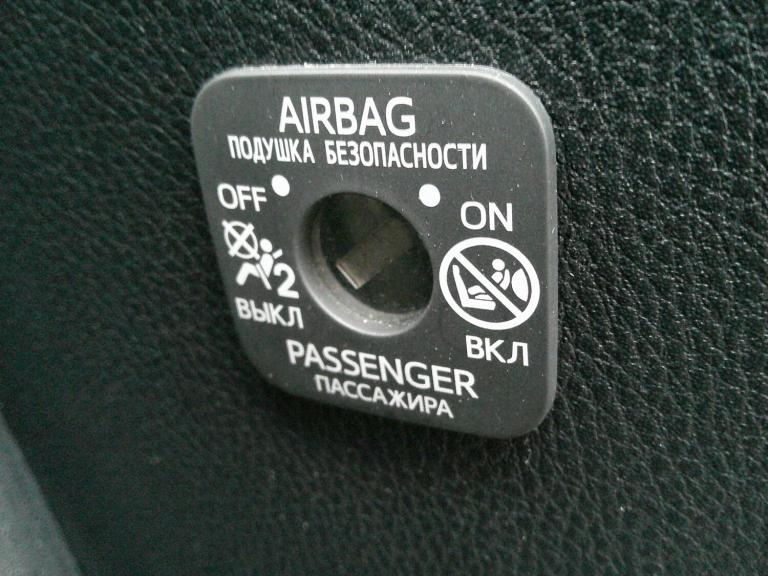 AIRBAG
ПОДУШКА БЕЗОПАСНОСТИ
OFF
ON
2
ВЫКЛ
ВКЛ
PASSENGER
ПАССАЖИРА